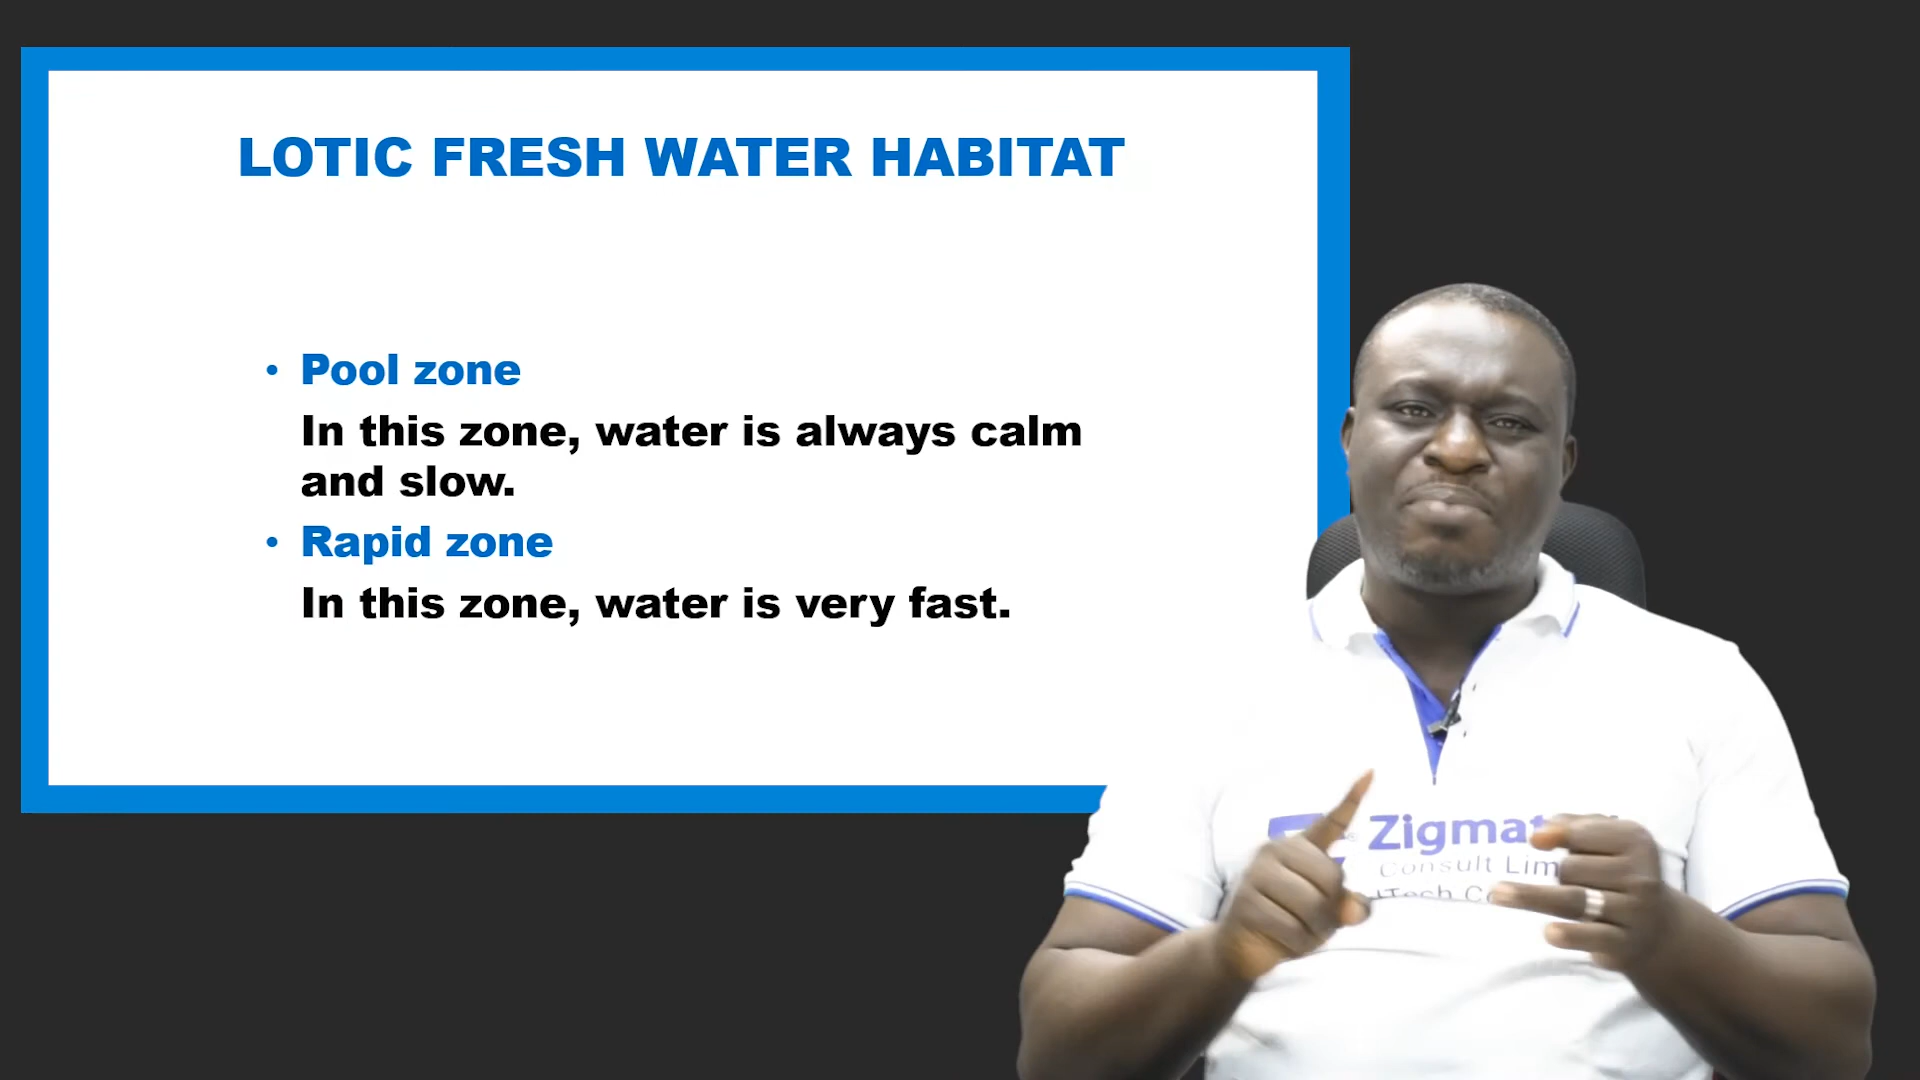 LOTIC FRESH WATER HABITAT
• Pool zone
In this zone, water is always calm
and slow.
• Rapid zone
In this zone, water is very fast.
Consult